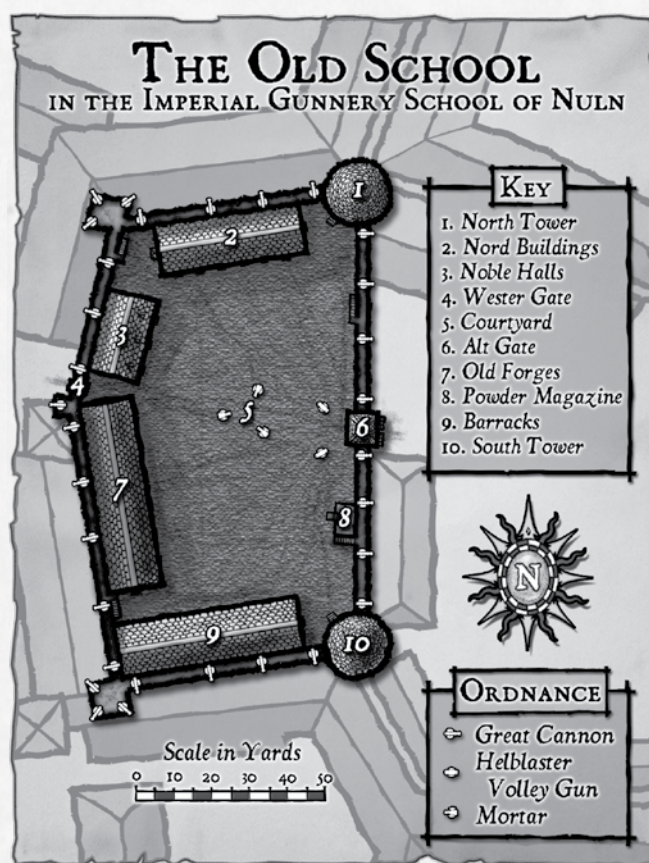 The Old School
in the Imperial Gunnery School of Nuln
Key
1. North Tower
2. Nord Buildings
3. Noble Halls
4. Wester Gate
5. Courtyard
6. Alt Gate
7. Old Forges
8. Powder Magazine
9. Barracks
10. South Tower
1
2
3
4
5
6
7
8
9
10
N
Ordnance
Great Cannon
Helblaster
Volley Gun
Mortar
Scale in Yards
0 10 20 30 40 50